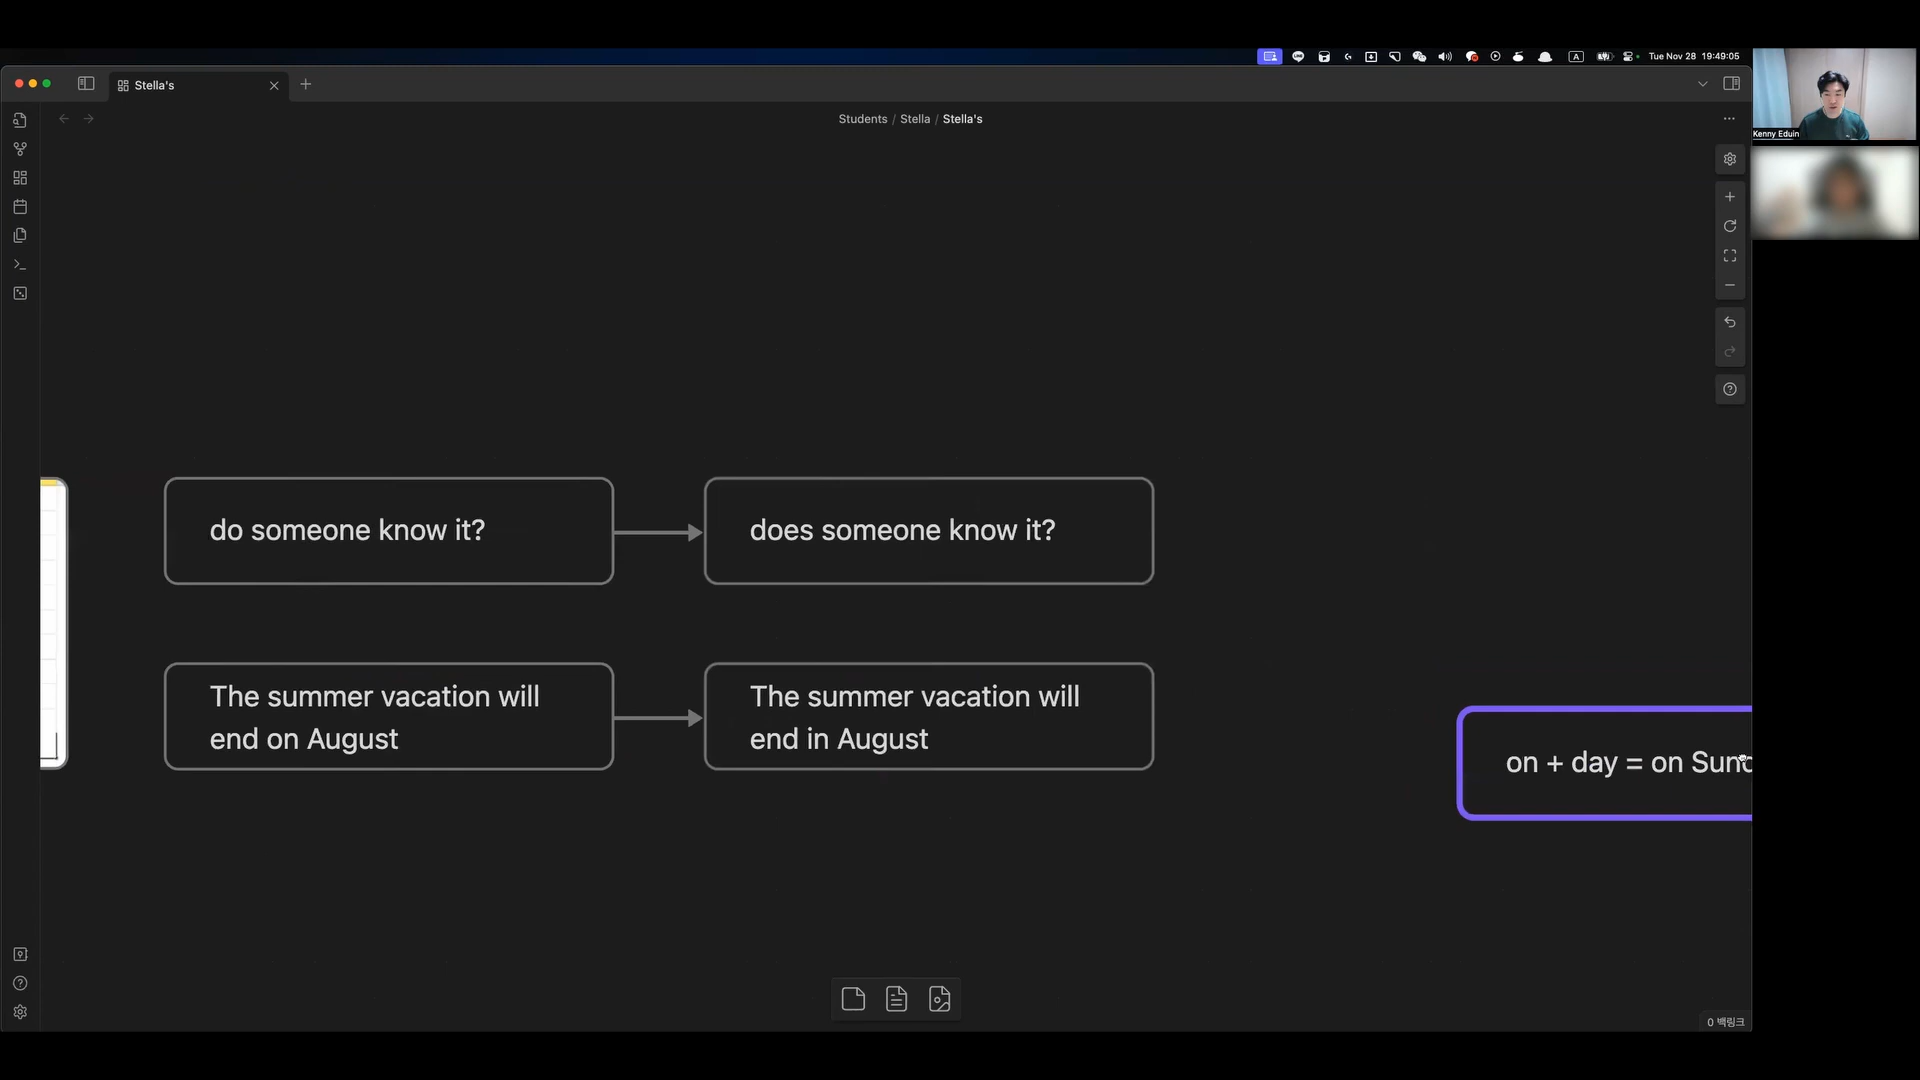 Tue Nov 28 19:49:05
Stella's
Students / Stella / Stella's
Kenny Eduin
do someone know it?
does someone know it?
The summer vacation will
end on August
The summer vacation will
end in August
on + day = on
0 백링크